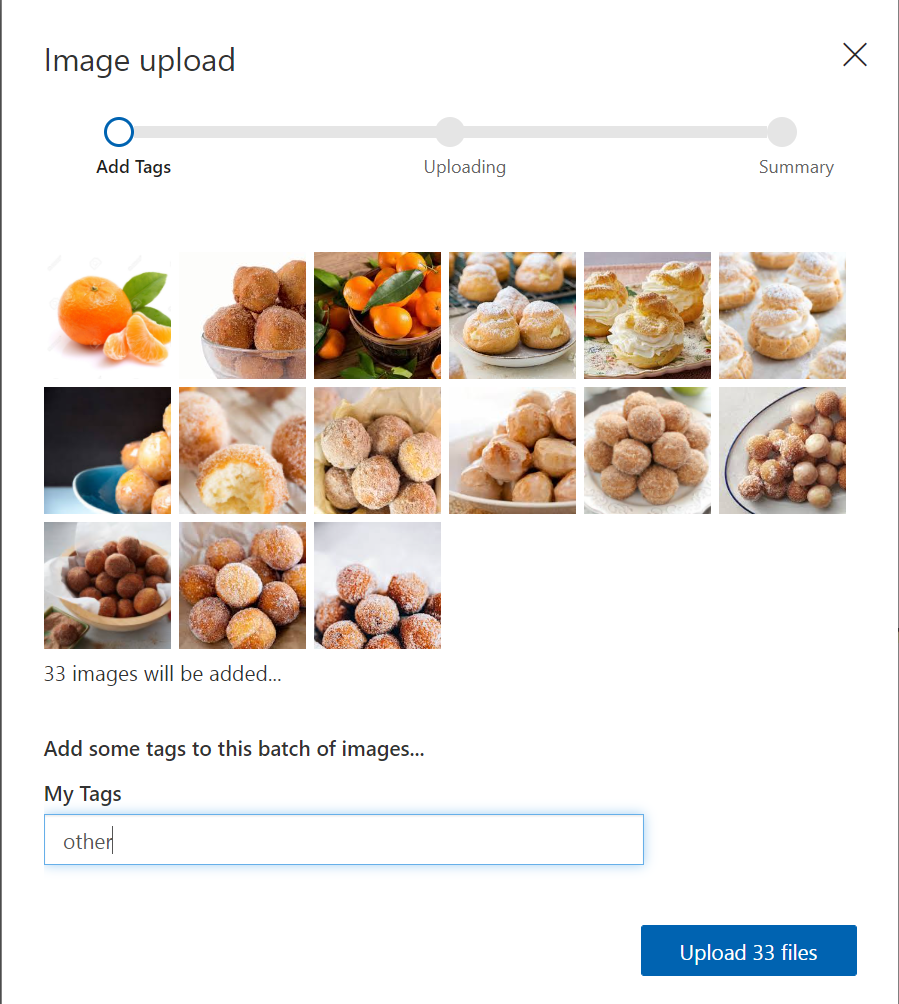 Image upload
Add Tags
Uploading
Summary
33 images will be added...
Add some tags to this batch of images...
My Tags
other
Upload 33 files